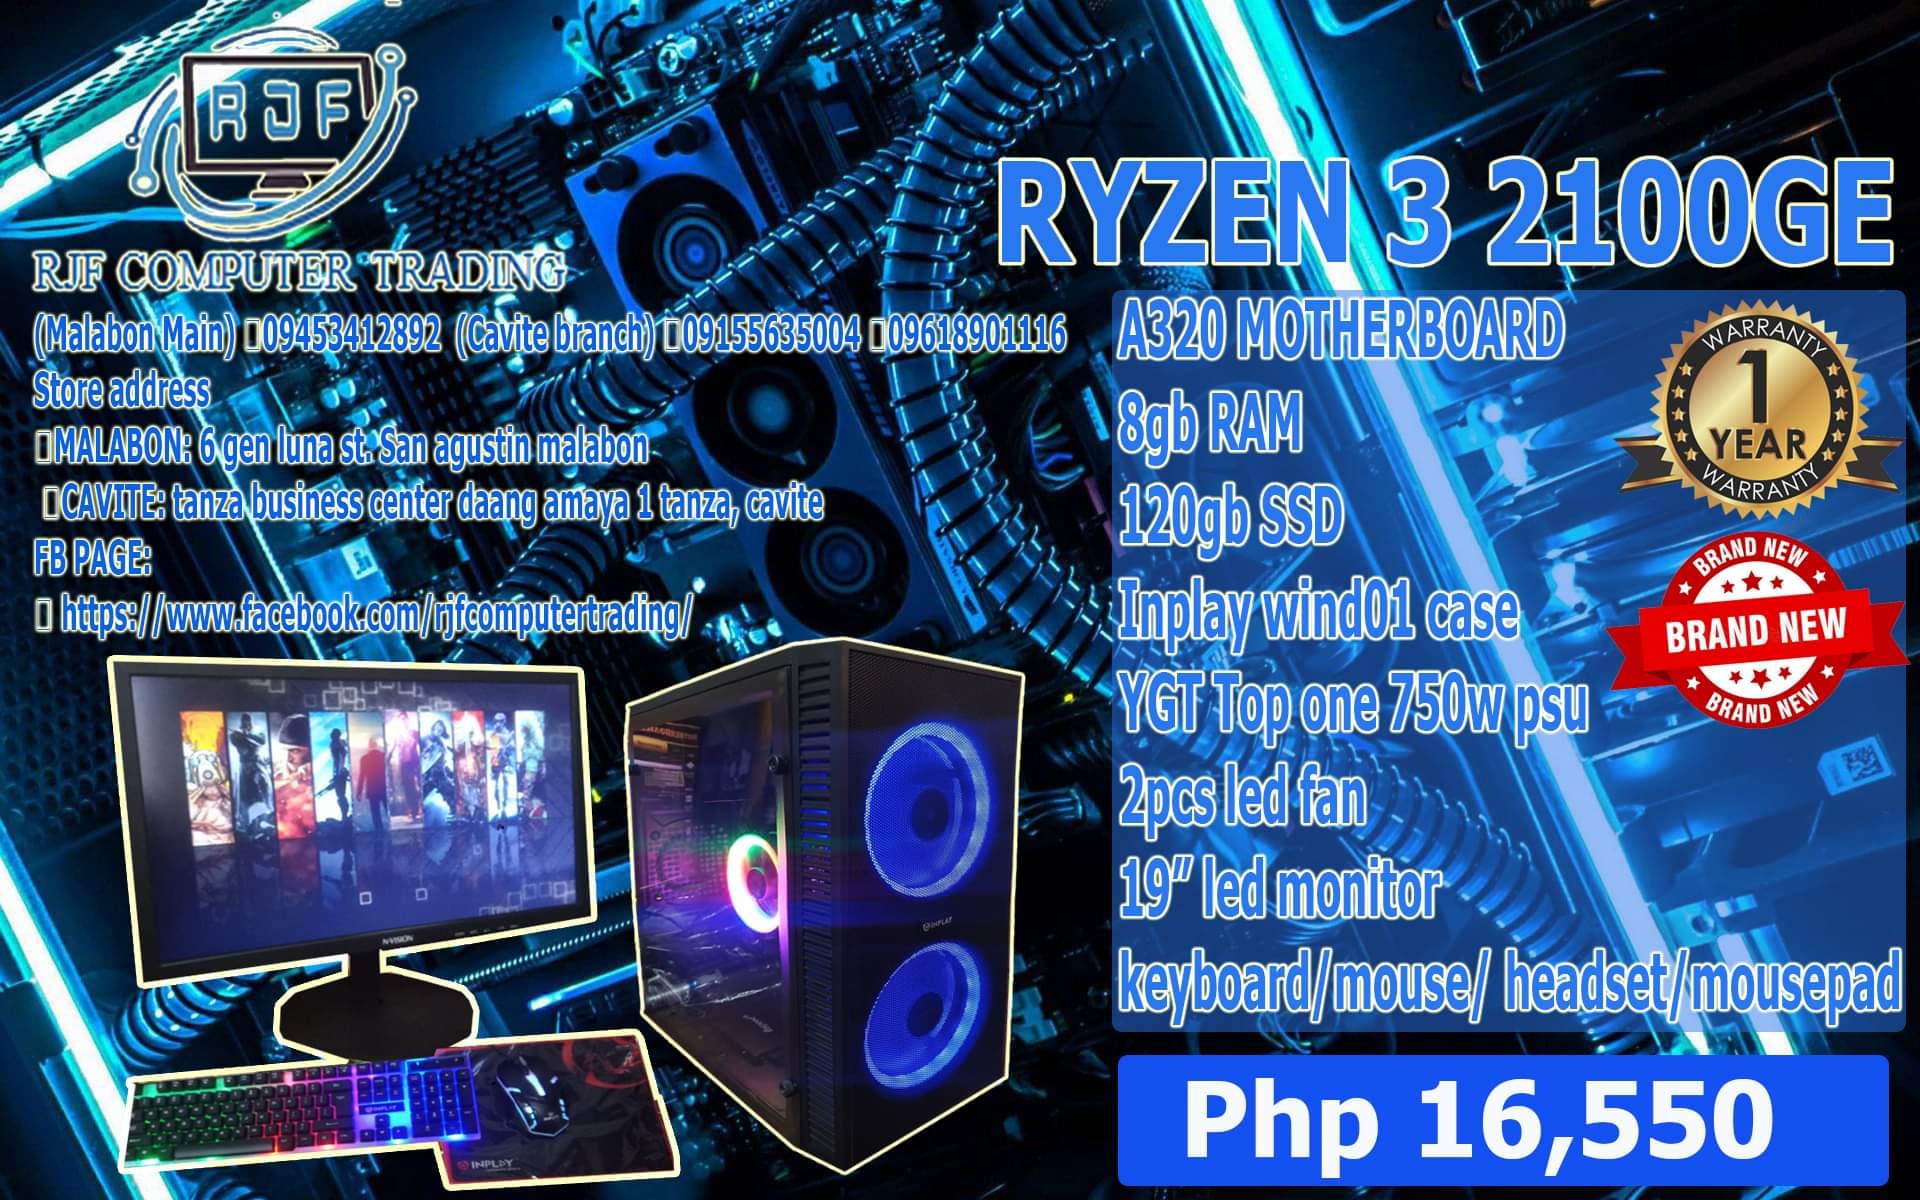 RJF
RJF COMPUTER TRADING
(Malabon Main) 09453412892 (Cavite branch) 09155635004 09618901116
Store address
MALABON: 6 gen luna st. San agustin malabon
CAVITE: tanza business center daang amaya 1 tanza, cavite
FB PAGE:
https://www.facebook.com/rjfcomputertrading/
RYZEN 3 2100GE
A320 MOTHERBOARD
8gb RAM
120gb SSD
Inplay wind01 case
YGT Top one 750w psu
2pcs led fan
19” led monitor
keyboard/mouse/ headset/mousepad
WARRANTY
1
YEAR
WARRANTY
BRAND NEW
BRAND NEW
BRAND NEW
Php 16,550
N-VISION
INPLAY
INPLAY
INPLAY